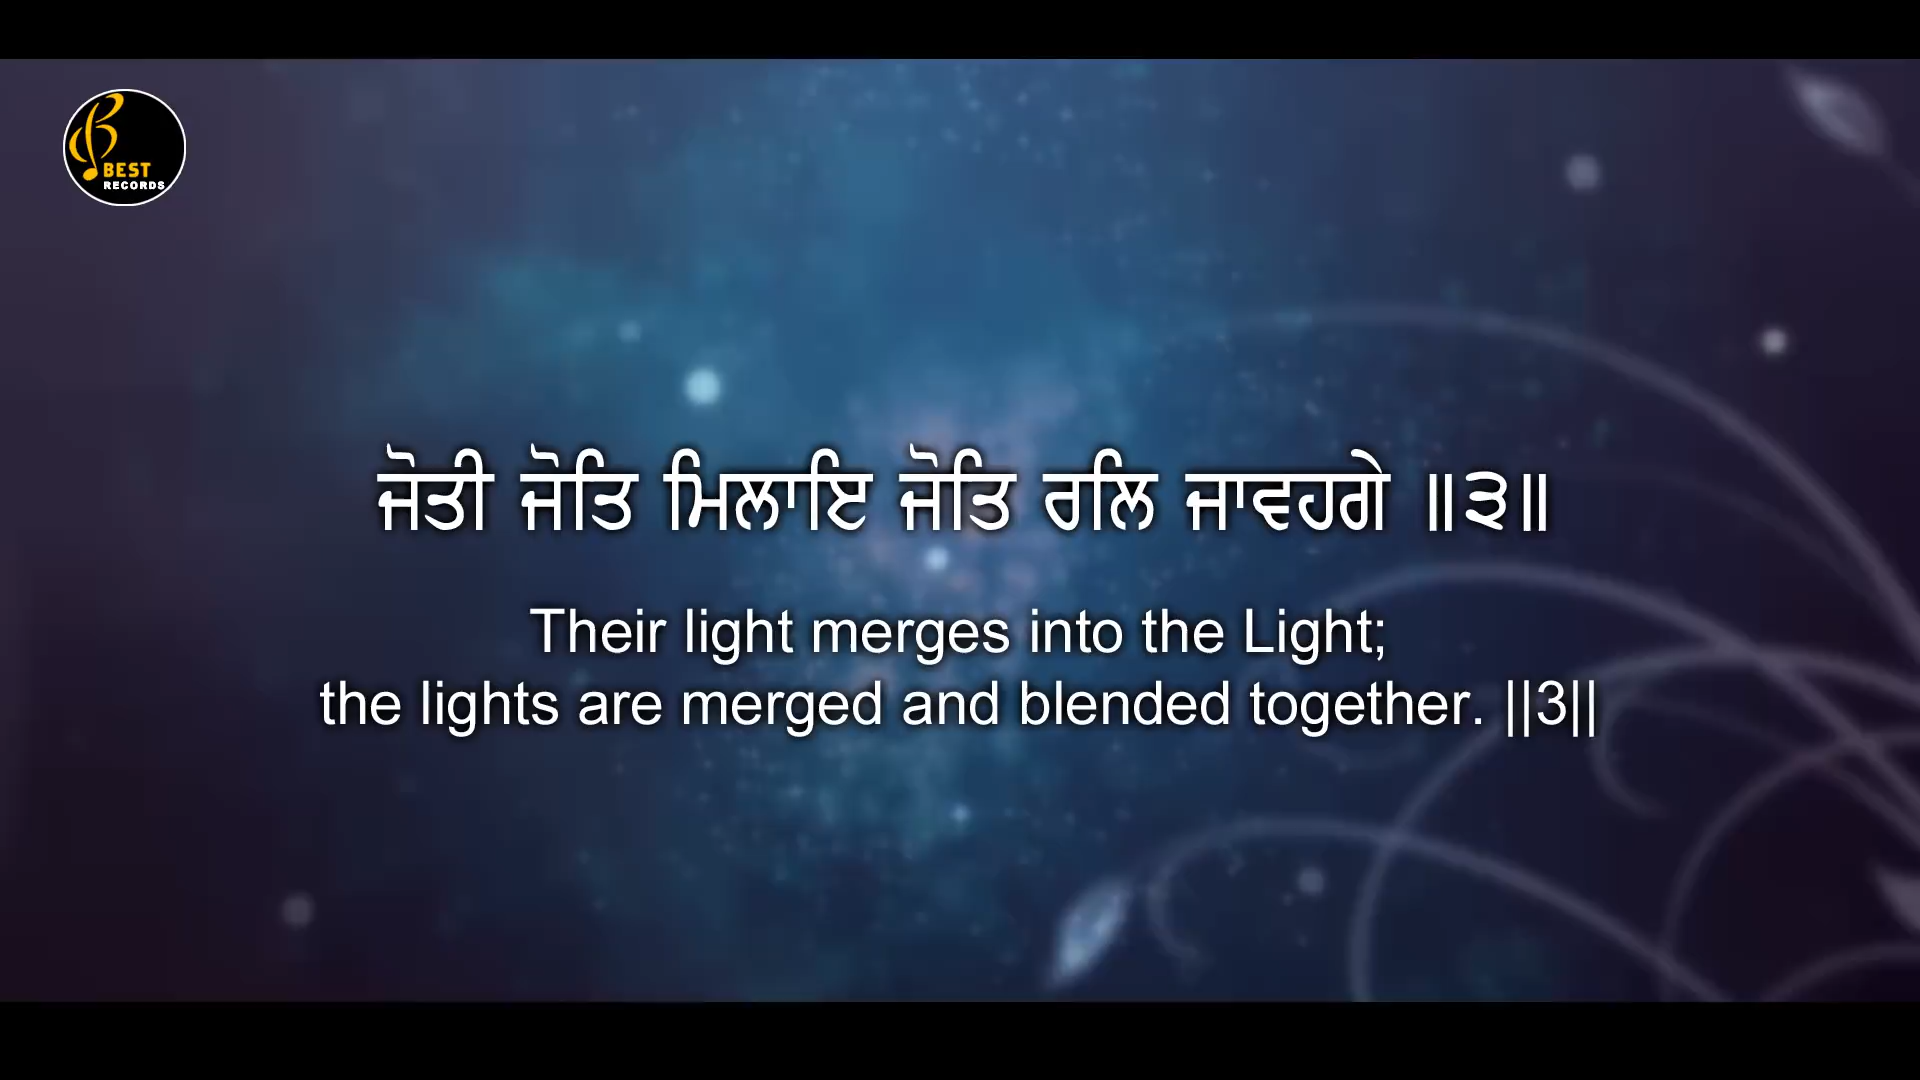 BEST
RECORDS
ਜੋਤੀ ਜੋਤਿ ਮਿਲਾਇ ਜੋਤਿ ਰਲਿ ਜਾਵਹਗੇ ॥੩॥
Their light merges into the Light;
the lights are merged and blended together. ||3||